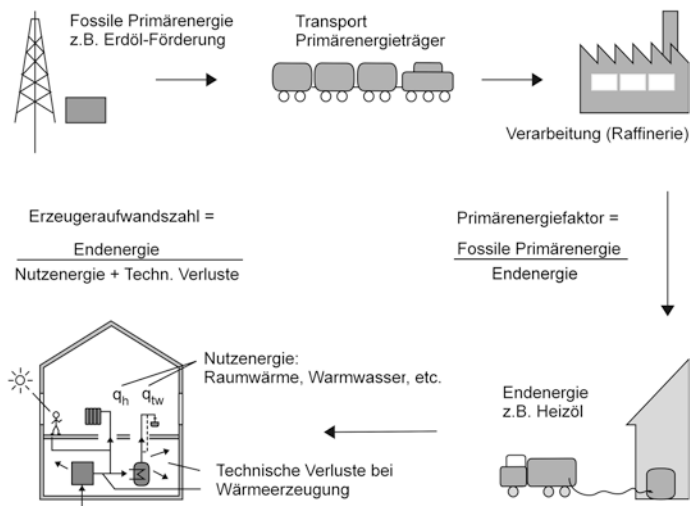 Fossile Primärenergie
z.B. Erdöl-Förderung
Transport
Primärenergieträger
Verarbeitung (Raffinerie)
Erzeugeraufwandszahl =
Endenergie
Nutzenergie + Techn. Verluste
Primärenergiefaktor =
Fossile Primärenergie
Endenergie
Nutzenergie:
Raumwärme, Warmwasser, etc.
qh qtw
Endenergie
z.B. Heizöl
Technische Verluste bei
Wärmeerzeugung